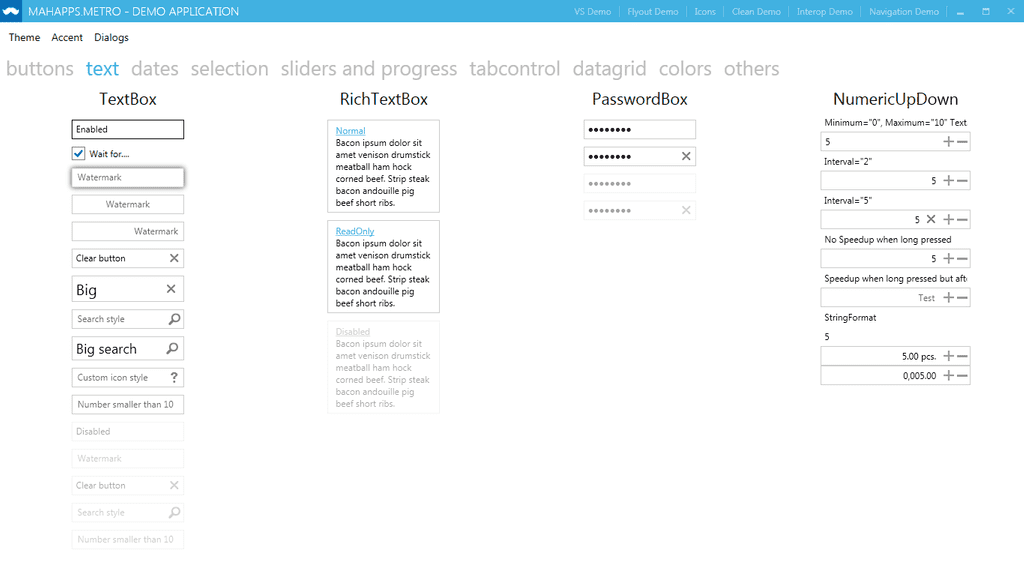 MAHAPPS.METRO - DEMO APPLICATION
VS Demo
Flyout Demo
Icons
Clean Demo
Interop Demo
Navigation Demo
Theme Accent Dialogs
buttons text dates selection sliders and progress tabcontrol datagrid colors others
TextBox
Enabled
Wait for....
Watermark
Watermark
Watermark
Clear button
Big
Search style
Big search
Custom icon style ?
Number smaller than 10
Disabled
Watermark
Clear button
Search style
Number smaller than 10
RichTextBox
Normal
Bacon ipsum dolor sit
amet venison drumstick
meatball ham hock
corned beef. Strip steak
bacon andouille pig
beef short ribs.
ReadOnly
Bacon ipsum dolor sit
amet venison drumstick
meatball ham hock
corned beef. Strip steak
bacon andouille pig
beef short ribs.
Disabled
Bacon ipsum dolor sit
amet venison drumstick
meatball ham hock
corned beef. Strip steak
bacon andouille pig
beef short ribs.
PasswordBox
●●●●●●●●
●●●●●●●●
●●●●●●●●
●●●●●●●●
NumericUpDown
Minimum="0", Maximum="10" Text
5
Interval="2"
5
Interval="5"
5
No Speedup when long pressed
5
Speedup when long pressed but afte
Test
StringFormat
5
5.00 pcs.
0,005.00